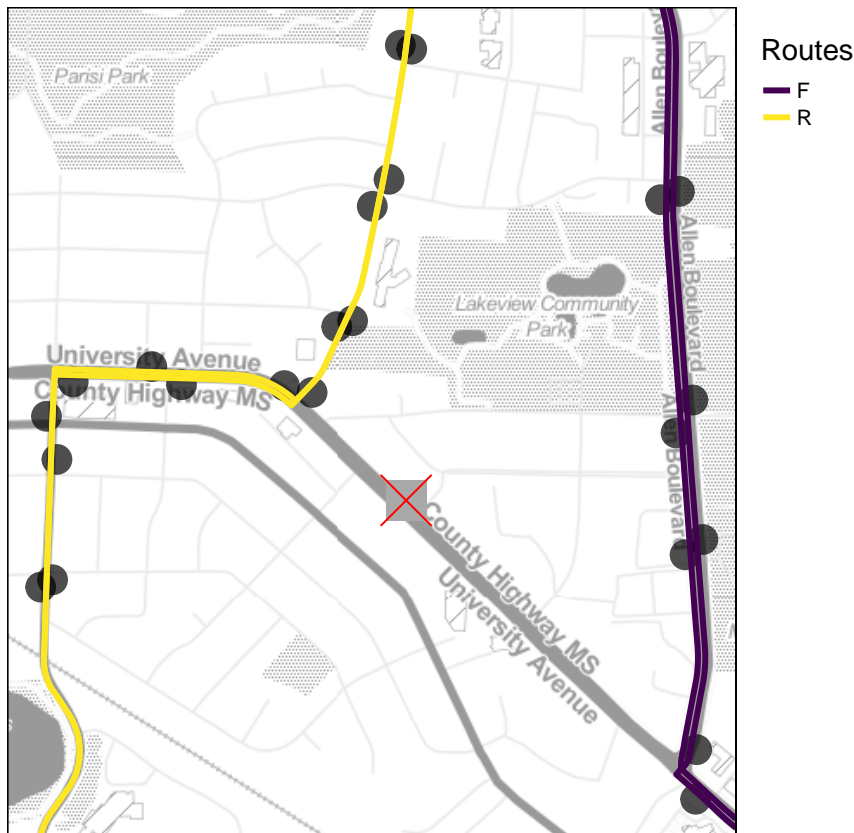 Routes
F
R
Parisi Park
Allen Boulevard
Allen Boulevard
Lakeview Community
Park
University Avenue
County Highway MS
Allen Boulevard
County Highway MS
University Avenue